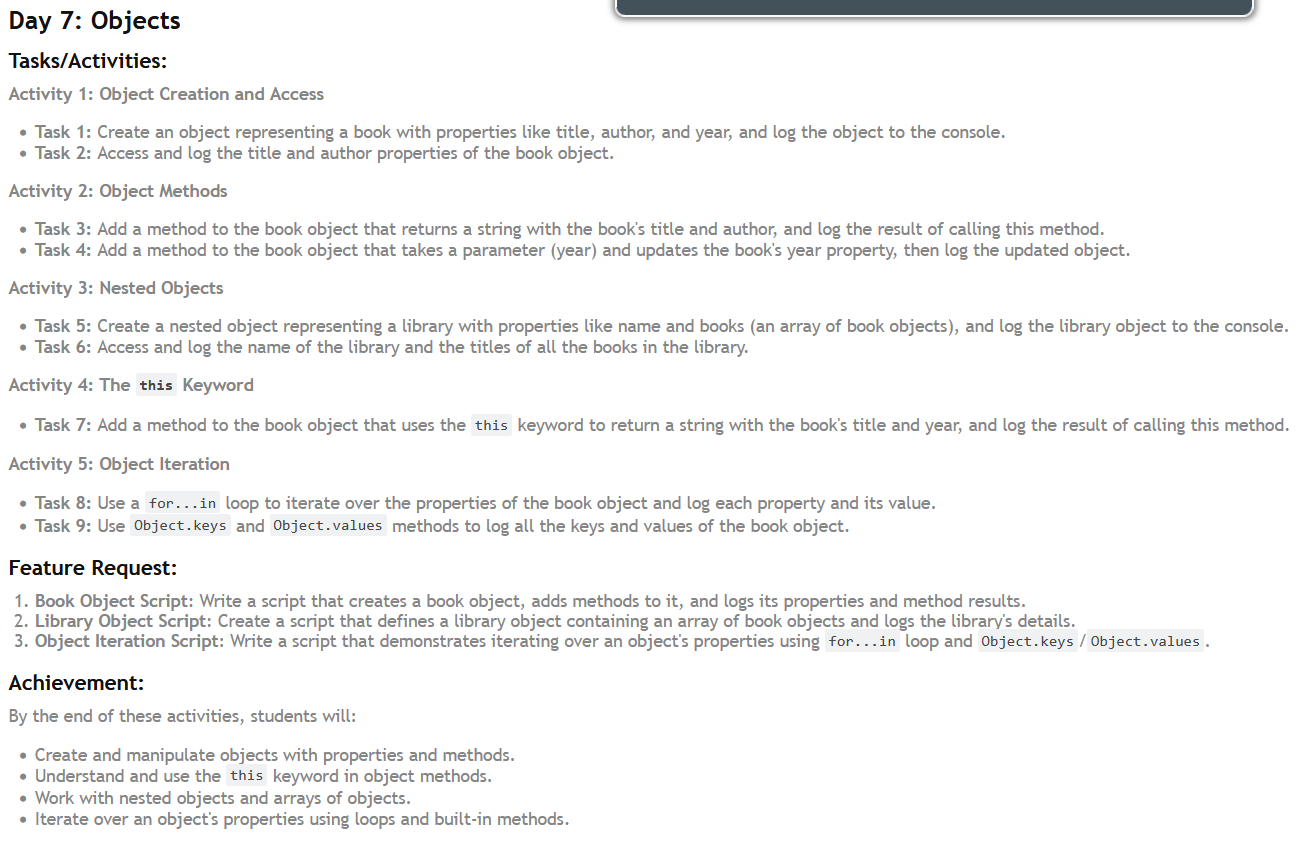 Day 7: Objects
Tasks/Activities:
Activity 1: Object Creation and Access
• Task 1: Create an object representing a book with properties like title, author, and year, and log the object to the console.
• Task 2: Access and log the title and author properties of the book object.
Activity 2: Object Methods
• Task 3: Add a method to the book object that returns a string with the book's title and author, and log the result of calling this method.
• Task 4: Add a method to the book object that takes a parameter (year) and updates the book's year property, then log the updated object.
Activity 3: Nested Objects
• Task 5: Create a nested object representing a library with properties like name and books (an array of book objects), and log the library object to the console.
• Task 6: Access and log the name of the library and the titles of all the books in the library.
Activity 4: The this Keyword
• Task 7: Add a method to the book object that uses the this keyword to return a string with the book's title and year, and log the result of calling this method.
Activity 5: Object Iteration
• Task 8: Use a for...in loop to iterate over the properties of the book object and log each property and its value.
• Task 9: Use Object.keys and Object.values methods to log all the keys and values of the book object.
Feature Request:
1. Book Object Script: Write a script that creates a book object, adds methods to it, and logs its properties and method results.
2. Library Object Script: Create a script that defines a library object containing an array of book objects and logs the library's details.
3. Object Iteration Script: Write a script that demonstrates iterating over an object's properties using for...in loop and Object.keys / Object.values .
Achievement:
By the end of these activities, students will:
• Create and manipulate objects with properties and methods.
• Understand and use the this keyword in object methods.
• Work with nested objects and arrays of objects.
• Iterate over an object's properties using loops and built-in methods.